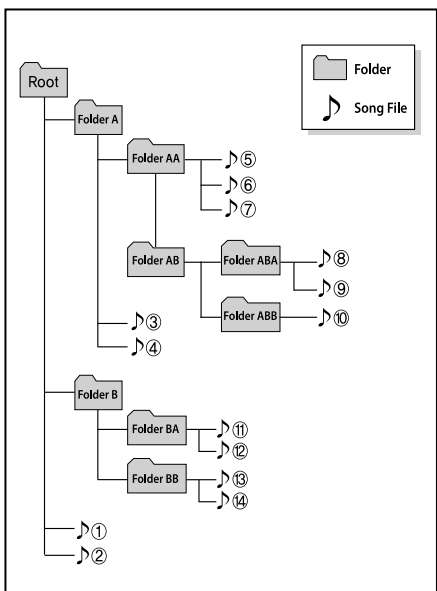 Root
Folder
Song File
Folder A
Folder AA
⑤
⑥
⑦
Folder AB
Folder ABA
⑧
⑨
Folder ABB
⑩
③
④
Folder B
Folder BA
⑪
⑫
Folder BB
⑬
⑭
①
②